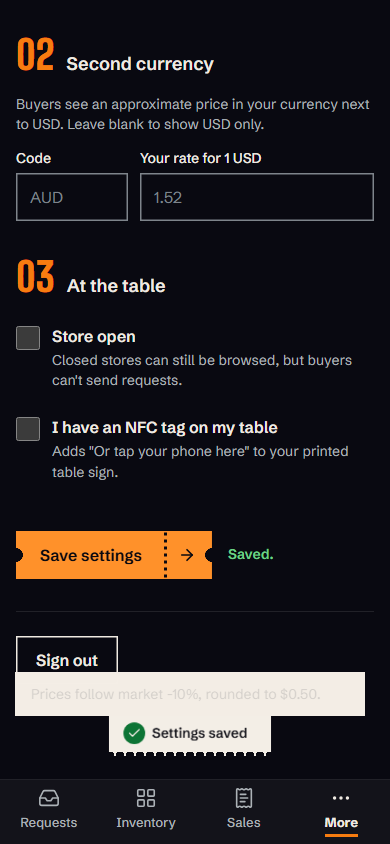 02 Second currency
Buyers see an approximate price in your currency next
to USD. Leave blank to show USD only.
Code Your rate for 1 USD
AUD 1.52
03 At the table
Store open
Closed stores can still be browsed, but buyers
can't send requests.
I have an NFC tag on my table
Adds "Or tap your phone here" to your printed
table sign.
Save settings → Saved.
Sign out
Prices follow market -10%, rounded to $0.50.
Settings saved
Requests Inventory Sales More